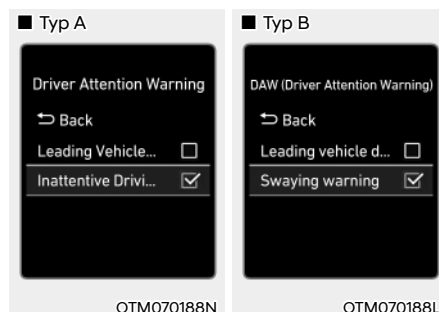 ■ Typ A
Driver Attention Warning
⮌ Back
Leading Vehicle...
Inattentive Drivi...
OTM070188N
■ Typ B
DAW (Driver Attention Warning)
⮌ Back
Leading vehicle d...
Swaying warning
OTM070188L